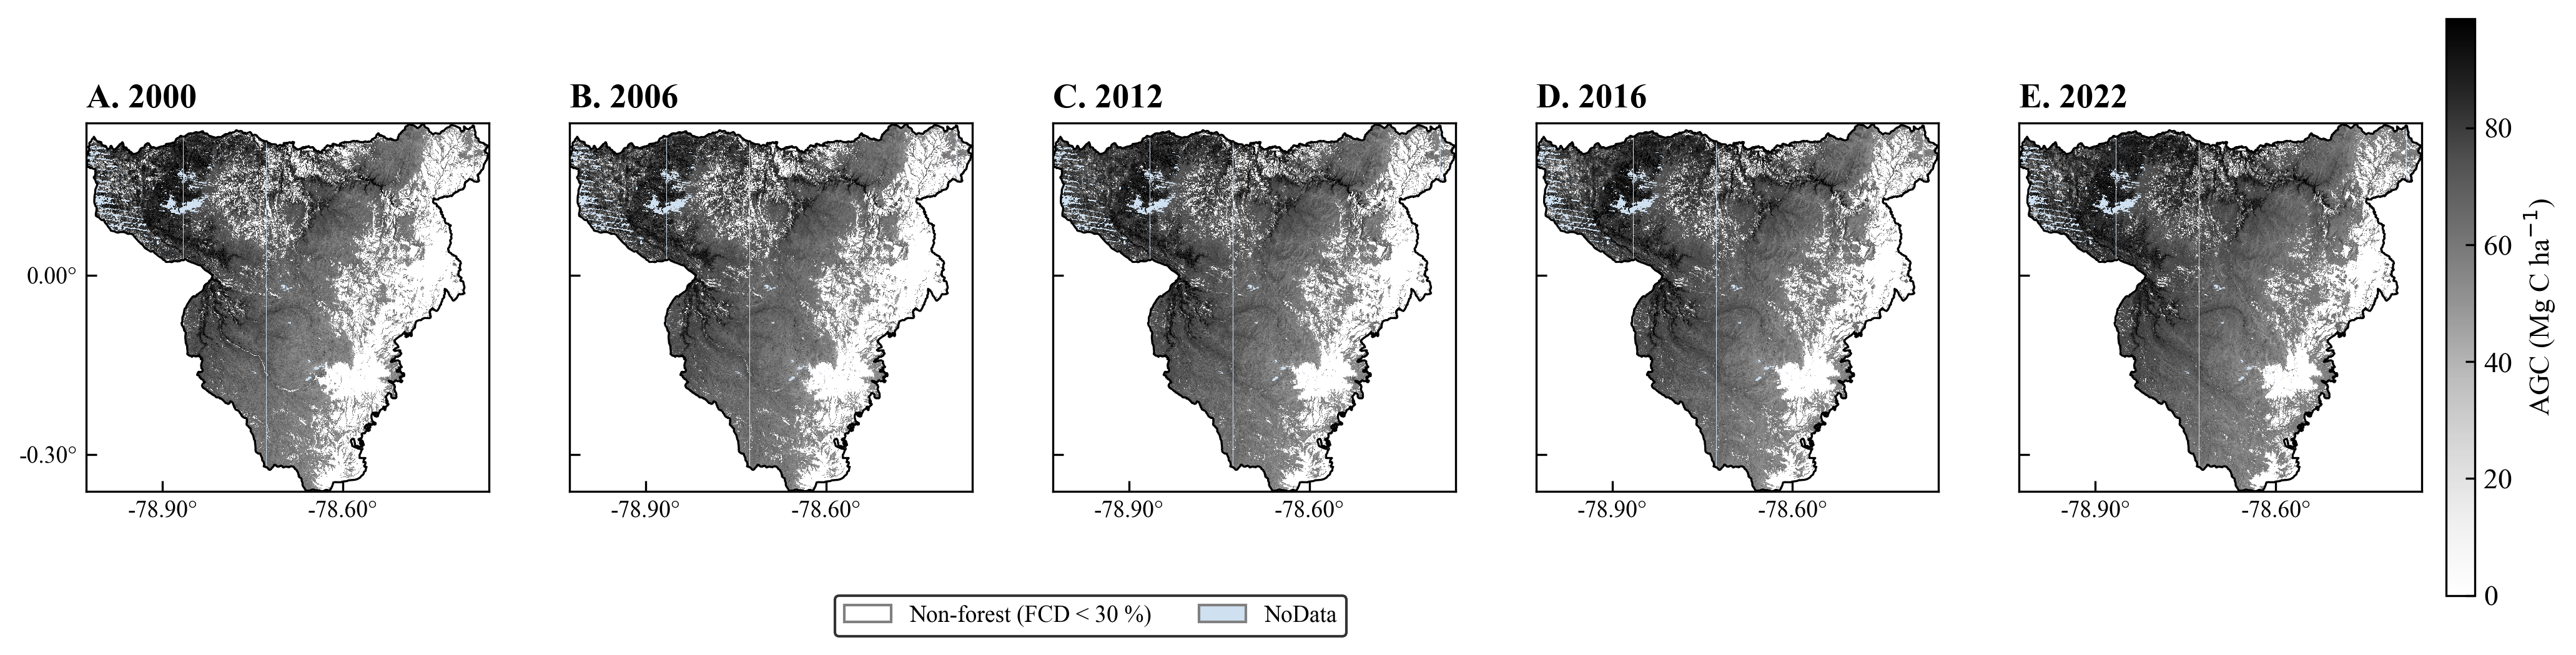 A. 2000
B. 2006
C. 2012
D. 2016
E. 2022
80
60
40
20
0
AGC (Mg C ha⁻¹)
0.00°
-0.30°
-78.90°
-78.60°
-78.90°
-78.60°
-78.90°
-78.60°
-78.90°
-78.60°
-78.90°
-78.60°
Non-forest (FCD < 30 %)
NoData